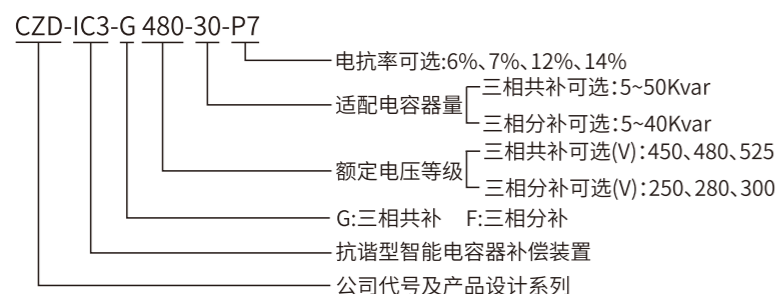 CZD-IC3-G 480-30-P7
电抗率可选:6%、7%、12%、14%
三相共补可选：5~50Kvar
适配电容器量
三相分补可选：5~40Kvar
三相共补可选(V)：450、480、525
额定电压等级
三相分补可选(V)：250、280、300
G:三相共补 F:三相分补
抗谐型智能电容器补偿装置
公司代号及产品设计系列